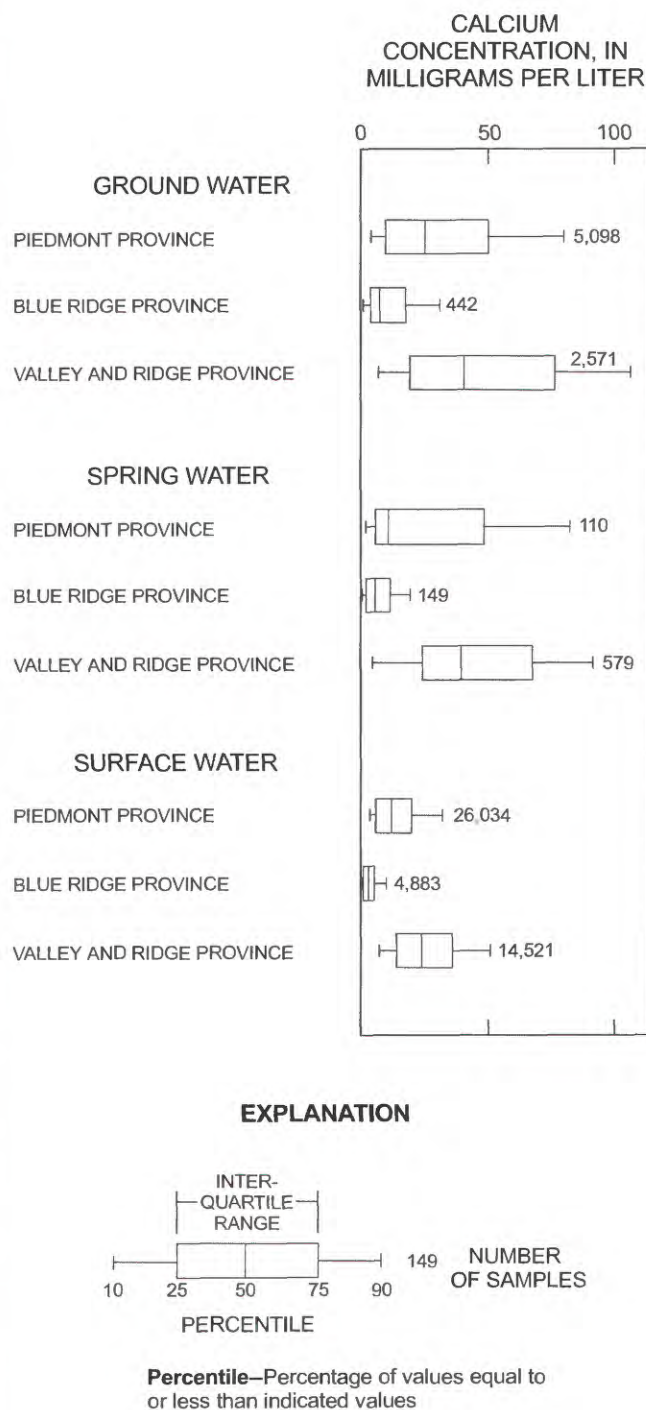 CALCIUM
CONCENTRATION, IN
MILLIGRAMS PER LITER
0 50 100
GROUND WATER
PIEDMONT PROVINCE 5,098
BLUE RIDGE PROVINCE 442
VALLEY AND RIDGE PROVINCE 2,571
SPRING WATER
PIEDMONT PROVINCE 110
BLUE RIDGE PROVINCE 149
VALLEY AND RIDGE PROVINCE 579
SURFACE WATER
PIEDMONT PROVINCE 26,034
BLUE RIDGE PROVINCE 4,883
VALLEY AND RIDGE PROVINCE 14,521
EXPLANATION
INTER-
QUARTILE
RANGE
149 NUMBER
OF SAMPLES
10 25 50 75 90
PERCENTILE
Percentile–Percentage of values equal to
or less than indicated values